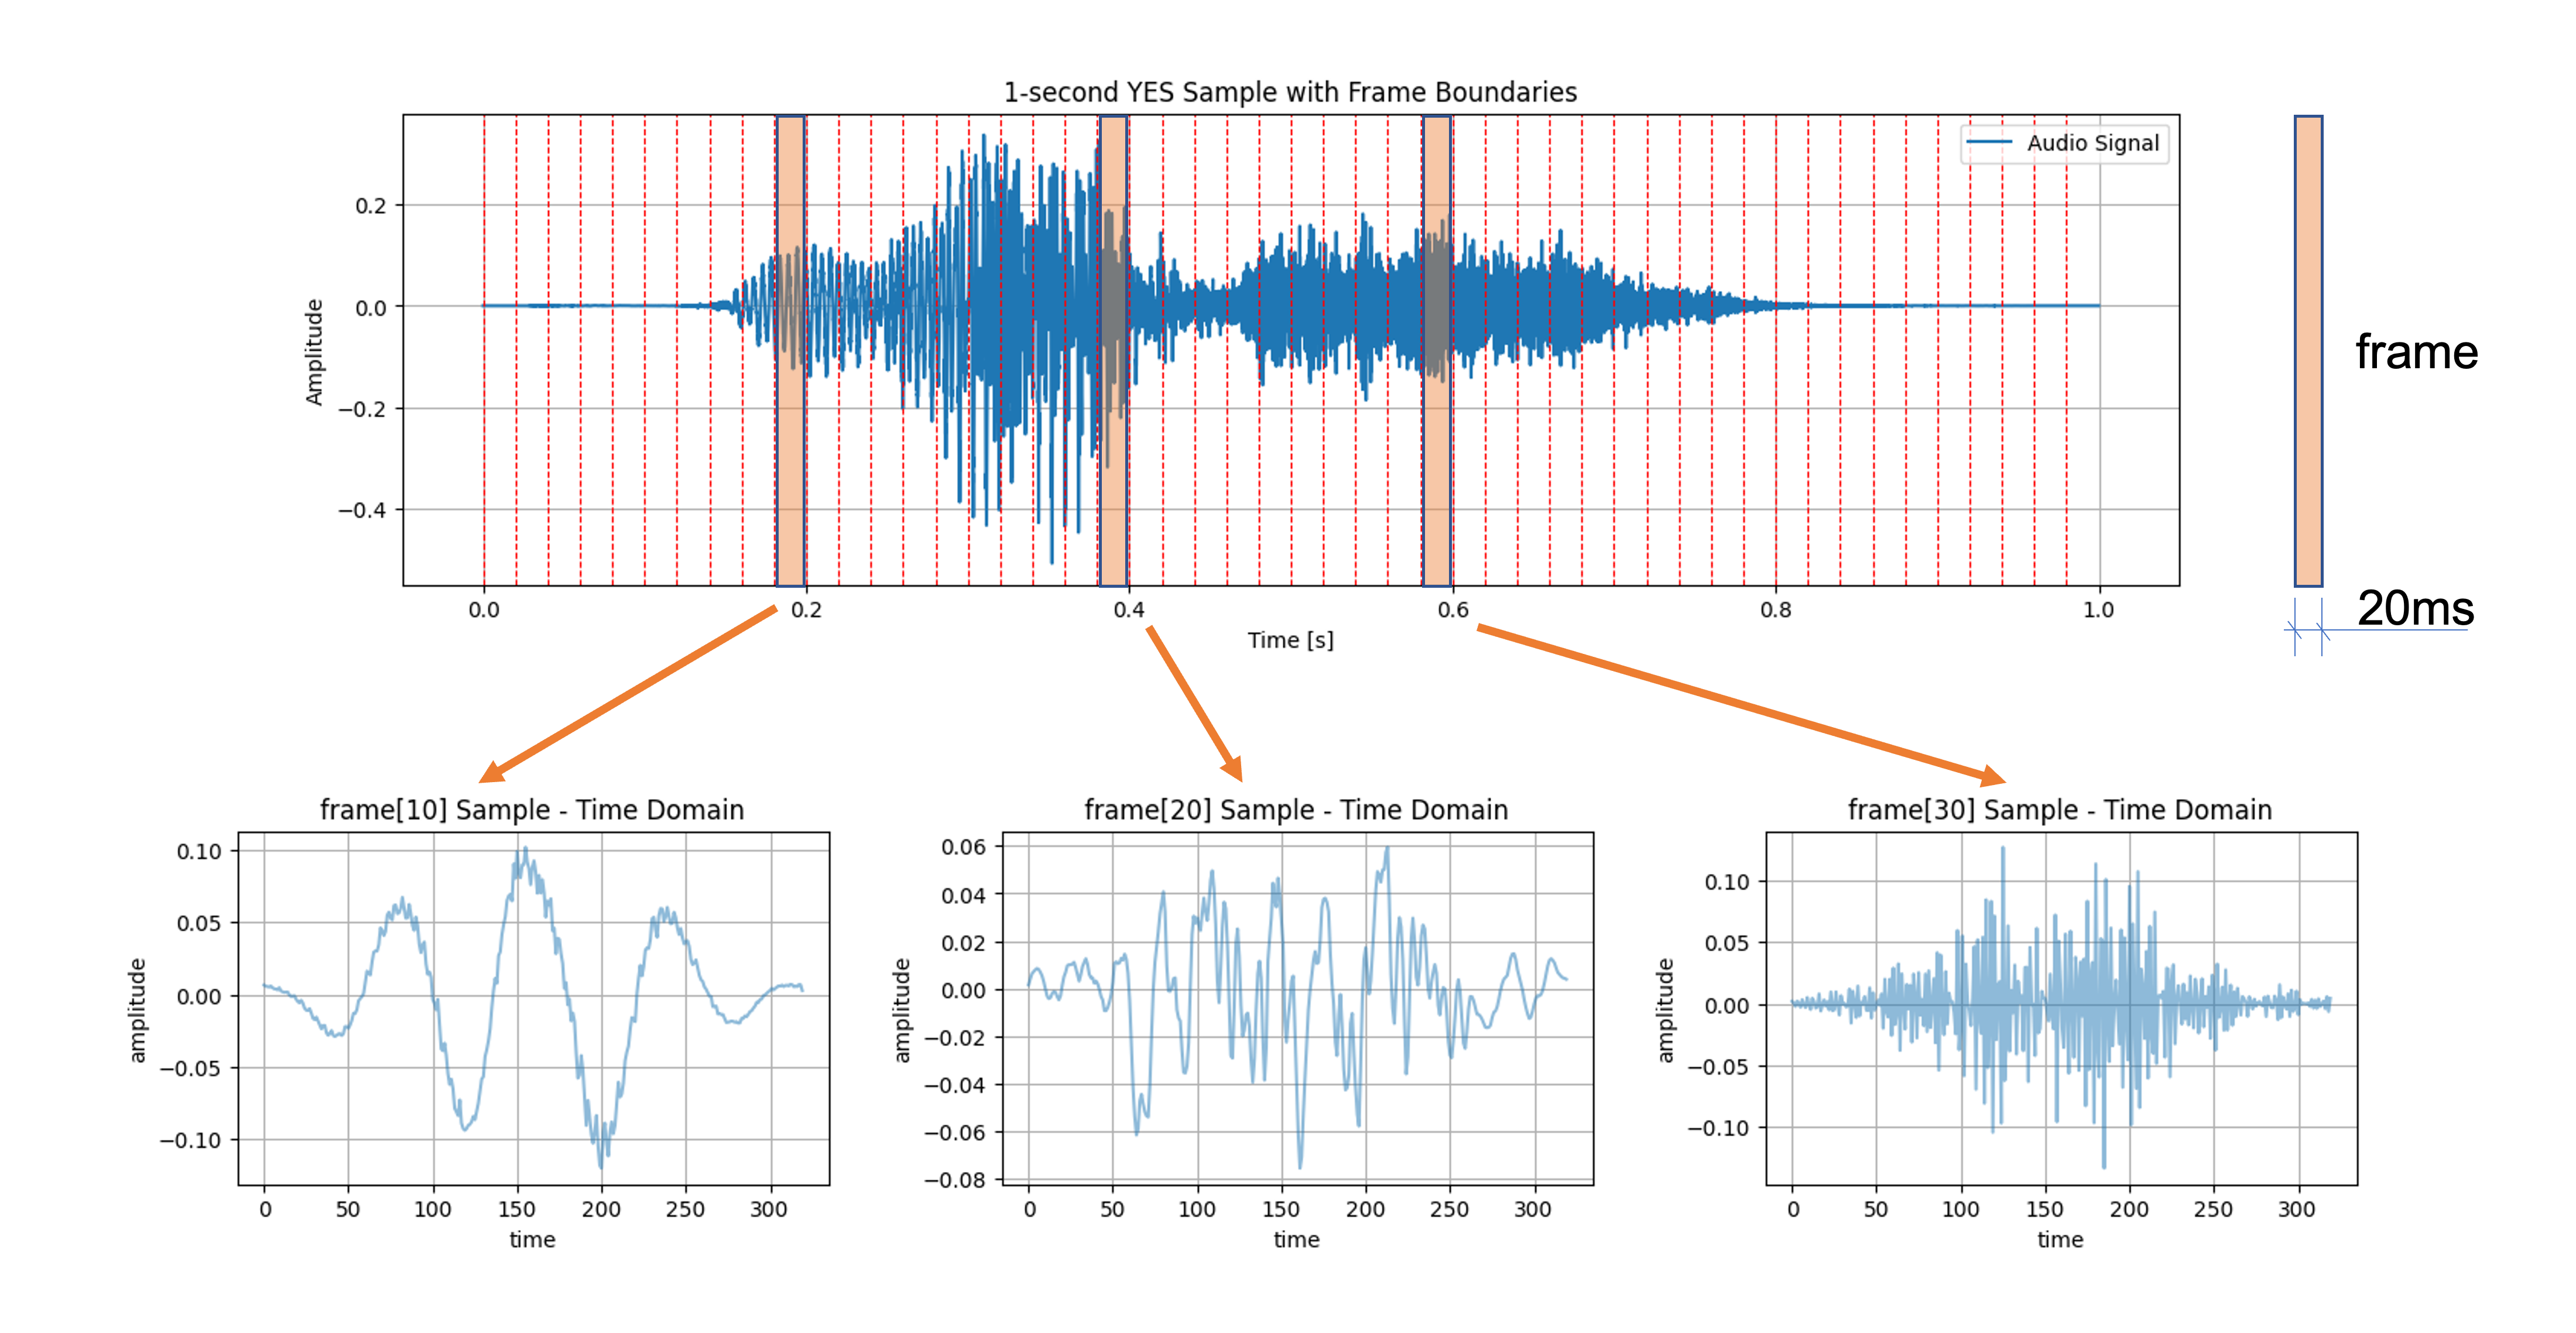 1-second YES Sample with Frame Boundaries
Audio Signal
0.2
0.0
−0.2
−0.4
Amplitude
0.0 0.2 0.4 0.6 0.8 1.0
Time [s]
frame
20ms
frame[10] Sample - Time Domain
0.10
0.05
0.00
−0.05
−0.10
amplitude
0 50 100 150 200 250 300
time
frame[20] Sample - Time Domain
0.06
0.04
0.02
0.00
−0.02
−0.04
−0.06
−0.08
amplitude
0 50 100 150 200 250 300
time
frame[30] Sample - Time Domain
0.10
0.05
0.00
−0.05
−0.10
amplitude
0 50 100 150 200 250 300
time